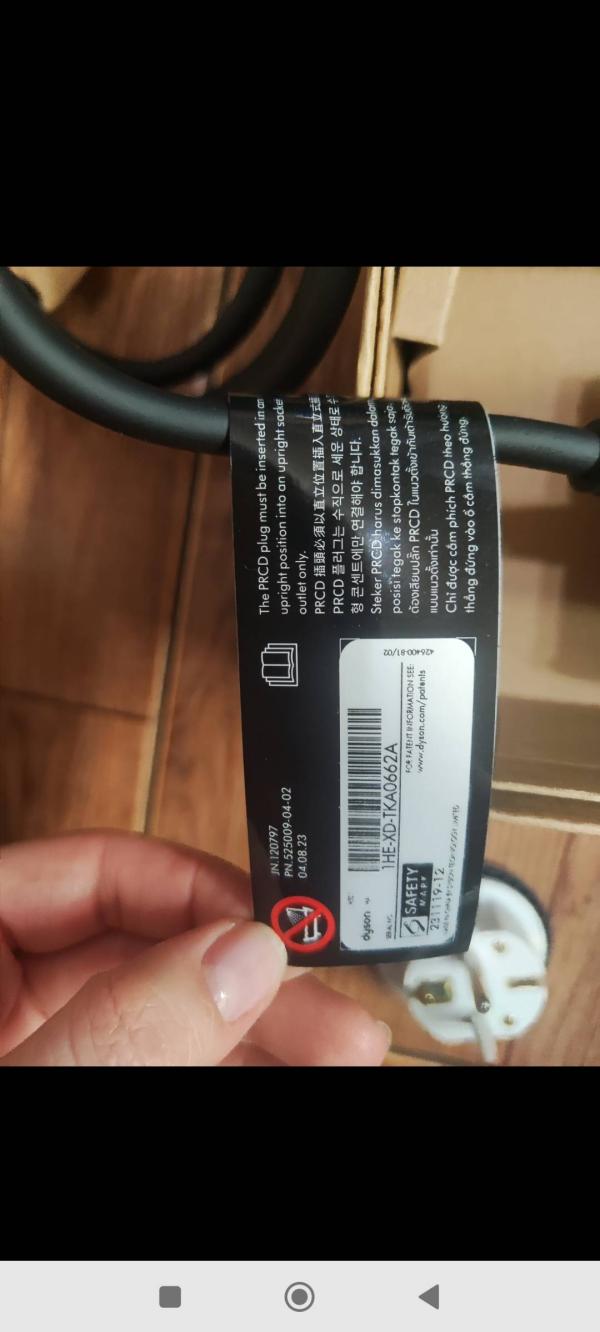 The PRCD plug must be inserted in an
upright position into an upright socket
outlet only.
PRCD 插頭必須以直立位置插入直立式
PRCD 플러그는 수직으로 세운 상태로
형 콘센트에만 연결해야 합니다.
Steker PRCD harus dimasukkan dalam
posisi tegak ke stopkontak tegak saja.
ต้องเสียบปลั๊ก PRCD ในแนวตั้งเข้ากับเต้ารับ
แบบแนวตั้งเท่านั้น
Chỉ được cắm phích PRCD theo hướng
thẳng đứng vào ổ cắm thẳng đứng.
JN.120797
PN.525009-04-02
04.08.23
dyson
SERIAL NO.
1HE-XD-TKA0662A
FOR PATENT INFORMATION SEE:
www.dyson.com/patents
426400-81/02
SAFETY
MARK
231119-12